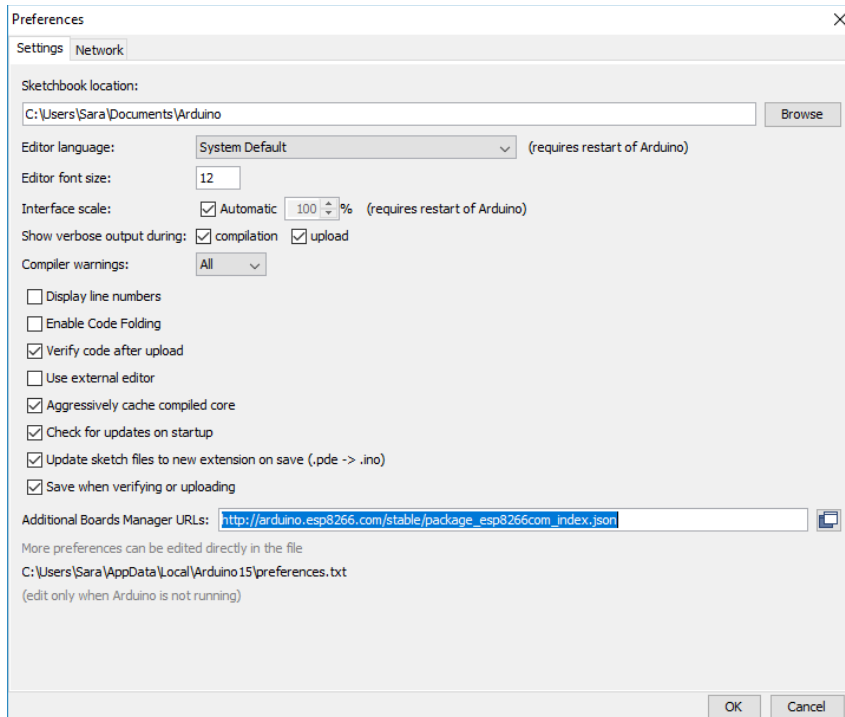 Preferences
Settings Network
Sketchbook location:
C:\Users\Sara\Documents\Arduino Browse
Editor language: System Default (requires restart of Arduino)
Editor font size: 12
Interface scale: Automatic 100 % (requires restart of Arduino)
Show verbose output during: compilation upload
Compiler warnings: All
Display line numbers
Enable Code Folding
Verify code after upload
Use external editor
Aggressively cache compiled core
Check for updates on startup
Update sketch files to new extension on save (.pde -> .ino)
Save when verifying or uploading
Additional Boards Manager URLs: http://arduino.esp8266.com/stable/package_esp8266com_index.json
More preferences can be edited directly in the file
C:\Users\Sara\AppData\Local\Arduino15\preferences.txt
(edit only when Arduino is not running)
OK Cancel